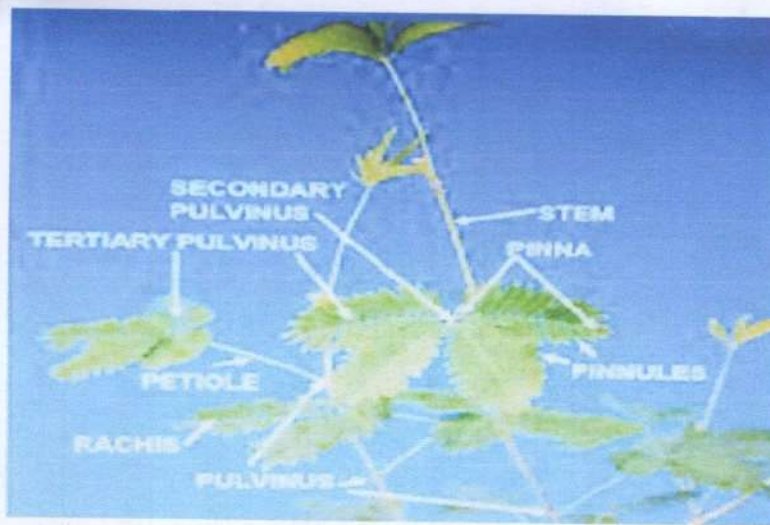 SECONDARY
PULVINUS
STEM
TERTIARY PULVINUS
PINNA
PETIOLE
PINNULES
RACHIS
PULVINUS